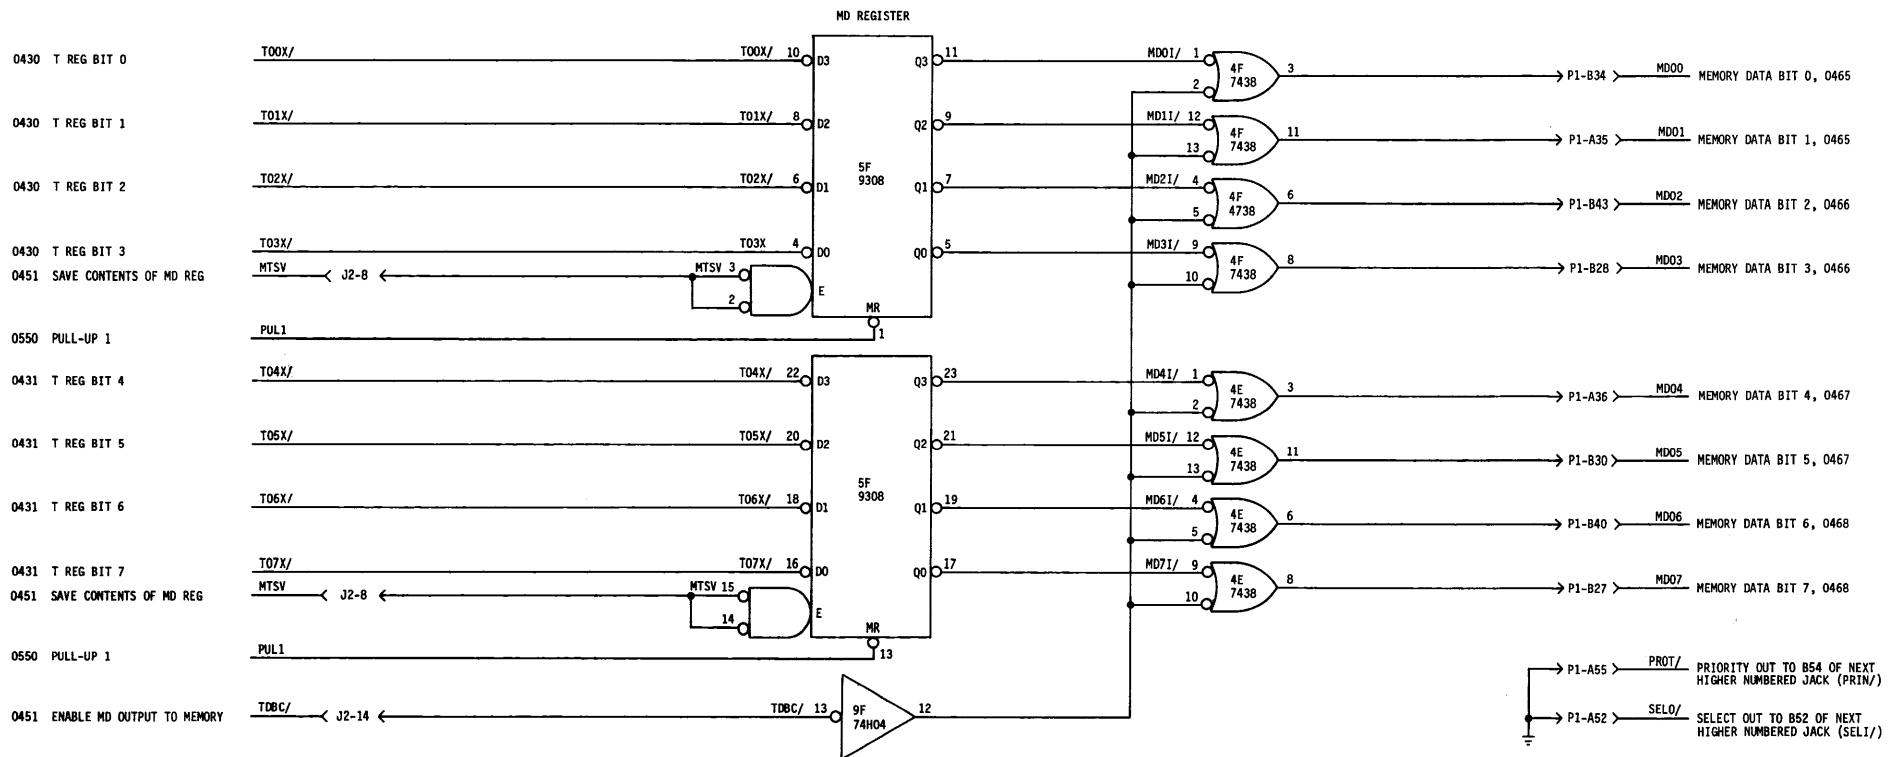 MD REGISTER
0430 T REG BIT 0 T00X/ T00X/ 10 D3 Q3 11 MD0I/ 1 2 4F 7438 3 P1-B34 MD00 MEMORY DATA BIT 0, 0465
0430 T REG BIT 1 T01X/ T01X/ 8 D2 Q2 9 MD1I/ 12 13 4F 7438 11 P1-A35 MD01 MEMORY DATA BIT 1, 0465
5F
9308
0430 T REG BIT 2 T02X/ T02X/ 6 D1 Q1 7 MD2I/ 4 5 4F 4738 6 P1-B43 MD02 MEMORY DATA BIT 2, 0466
0430 T REG BIT 3 T03X/ T03X 4 D0 Q0 5 MD3I/ 9 10 4F 7438 8 P1-B28 MD03 MEMORY DATA BIT 3, 0466
0451 SAVE CONTENTS OF MD REG MTSV J2-8 MTSV 3
2 E
MR
1
0550 PULL-UP 1 PUL1
0431 T REG BIT 4 T04X/ T04X/ 22 D3 Q3 23 MD4I/ 1 2 4E 7438 3 P1-A36 MD04 MEMORY DATA BIT 4, 0467
0431 T REG BIT 5 T05X/ T05X/ 20 D2 Q2 21 MD5I/ 12 13 4E 7438 11 P1-B30 MD05 MEMORY DATA BIT 5, 0467
5F
9308
0431 T REG BIT 6 T06X/ T06X/ 18 D1 Q1 19 MD6I/ 4 5 4E 7438 6 P1-B40 MD06 MEMORY DATA BIT 6, 0468
0431 T REG BIT 7 T07X/ T07X/ 16 D0 Q0 17 MD7I/ 9 10 4E 7438 8 P1-B27 MD07 MEMORY DATA BIT 7, 0468
0451 SAVE CONTENTS OF MD REG MTSV J2-8 MTSV 15
14 E
MR
13
0550 PULL-UP 1 PUL1
0451 ENABLE MD OUTPUT TO MEMORY TDBC/ J2-14 TDBC/ 13 9F 74H04 12
P1-A55 PROT/ PRIORITY OUT TO B54 OF NEXT
HIGHER NUMBERED JACK (PRIN/)
P1-A52 SELO/ SELECT OUT TO B52 OF NEXT
HIGHER NUMBERED JACK (SELI/)